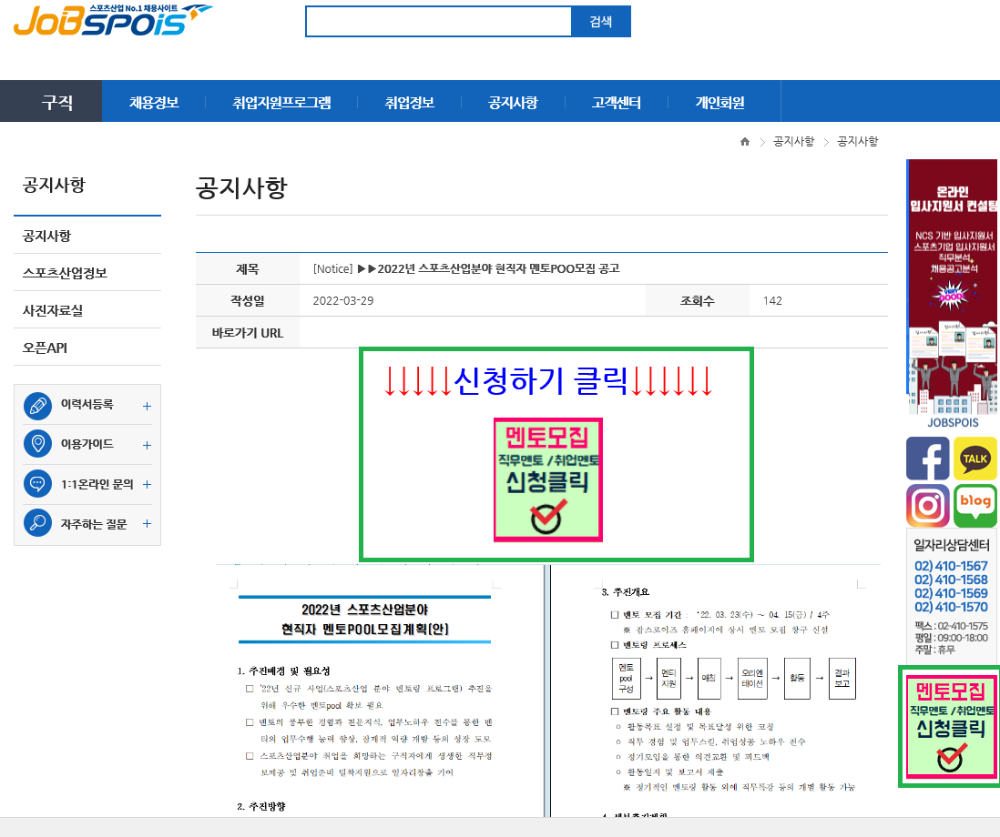 스포츠산업 No.1 채용사이트
JOBSPOIS
검색
구직
채용정보
취업지원프로그램
취업정보
공지사항
고객센터
개인회원
공지사항
공지사항
공지사항
공지사항
스포츠산업정보
사진자료실
오픈API
이력서등록 +
이용가이드 +
1:1온라인 문의 +
자주하는 질문 +
공지사항
제목 [Notice] ▶▶2022년 스포츠산업분야 현직자 멘토POO모집 공고
작성일 2022-03-29 조회수 142
바로가기 URL
↓↓↓↓↓신청하기 클릭↓↓↓↓↓↓
멘토모집
직무멘토 /취업멘토
신청클릭
2022년 스포츠산업분야
현직자 멘토POOL모집계획(안)
1. 추진배경 및 필요성
□ '22년 신규 사업(스포츠산업 분야 멘토링 프로그램) 추진을
위해 우수한 멘토pool 확보 필요
□ 멘토의 풍부한 경험과 전문지식, 업무노하우 전수를 통한 멘
티의 업무수행 능력 향상, 잠재적 역량 개발 등의 성장 도모
□ 스포츠산업분야 취업을 희망하는 구직자에게 생생한 직무정
보제공 및 취업준비 밀착지원으로 일자리창출 기여
2. 추진방향
3. 추진개요
□ 멘토 모집 기간 : '22. 03. 23(수) ~ 04. 15(금) / 4주
※ 잡스포이즈 홈페이지에 상시 멘토 모집 창구 신설
□ 멘토링 프로세스
멘토 pool 구성 → 멘티 지원 → 매칭 → 오리엔테이션 → 활동 → 결과 보고
□ 멘토링 주요 활동 내용
ㅇ 활동목표 설정 및 목표달성 위한 코칭
ㅇ 직무 경험 및 업무스킬, 취업성공 노하우 전수
ㅇ 정기모임을 통한 의견교환 및 피드백
ㅇ 활동일지 및 보고서 제출
※ 정기적인 멘토링 활동 외에 직무특강 등의 개별 활동 가능
온라인
입사지원서 컨설팅
NCS 기반 입사지원서
스포츠기업 입사지원서
직무분석
채용공고분석
VERY GOOD!
JOBSPOIS
TALK
blog
일자리상담센터
02) 410-1567
02) 410-1568
02) 410-1569
02) 410-1570
팩스 : 02-410-1575
평일 : 09:00-18:00
주말 : 휴무
멘토모집
직무멘토 /취업멘토
신청클릭